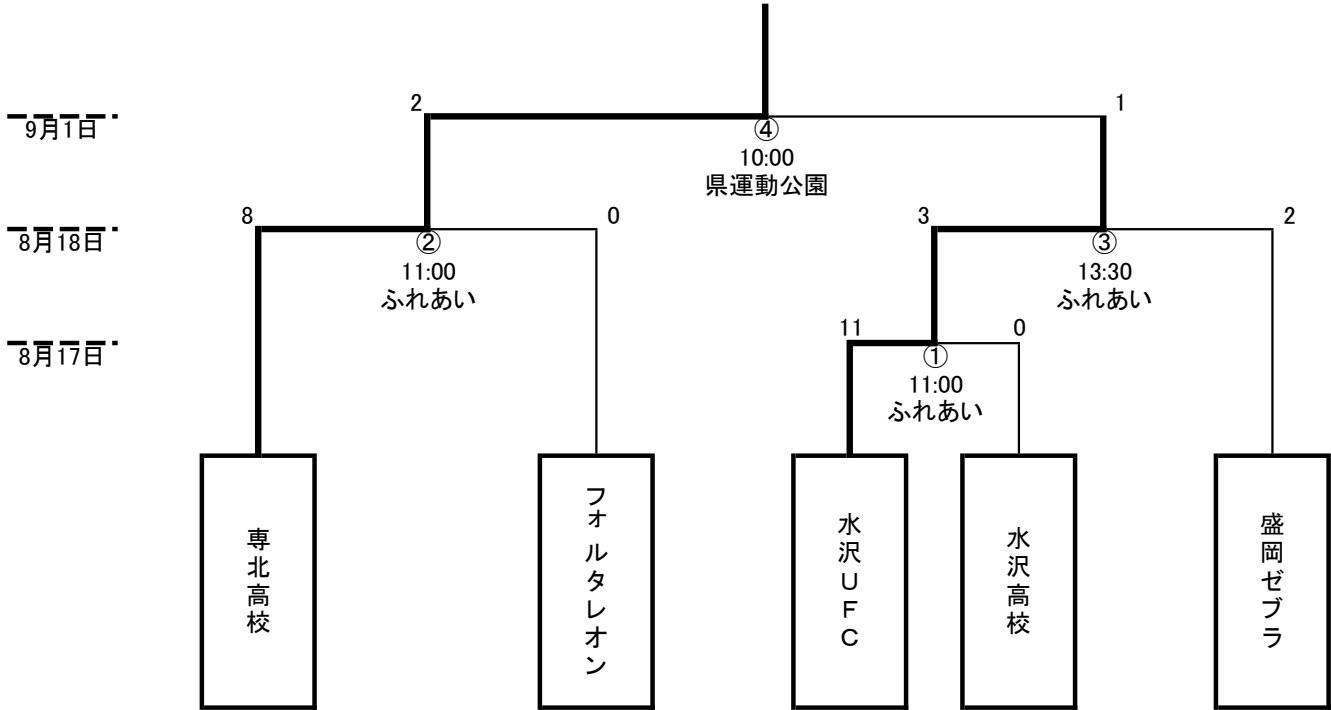 2
1
9月1日
④
10:00
県運動公園
8
0
3
2
8月18日
②
③
11:00
13:30
ふれあい
ふれあい
11
0
8月17日
①
11:00
ふれあい
専北高校
フォルタレオン
水沢UFC
水沢高校
盛岡ゼブラ